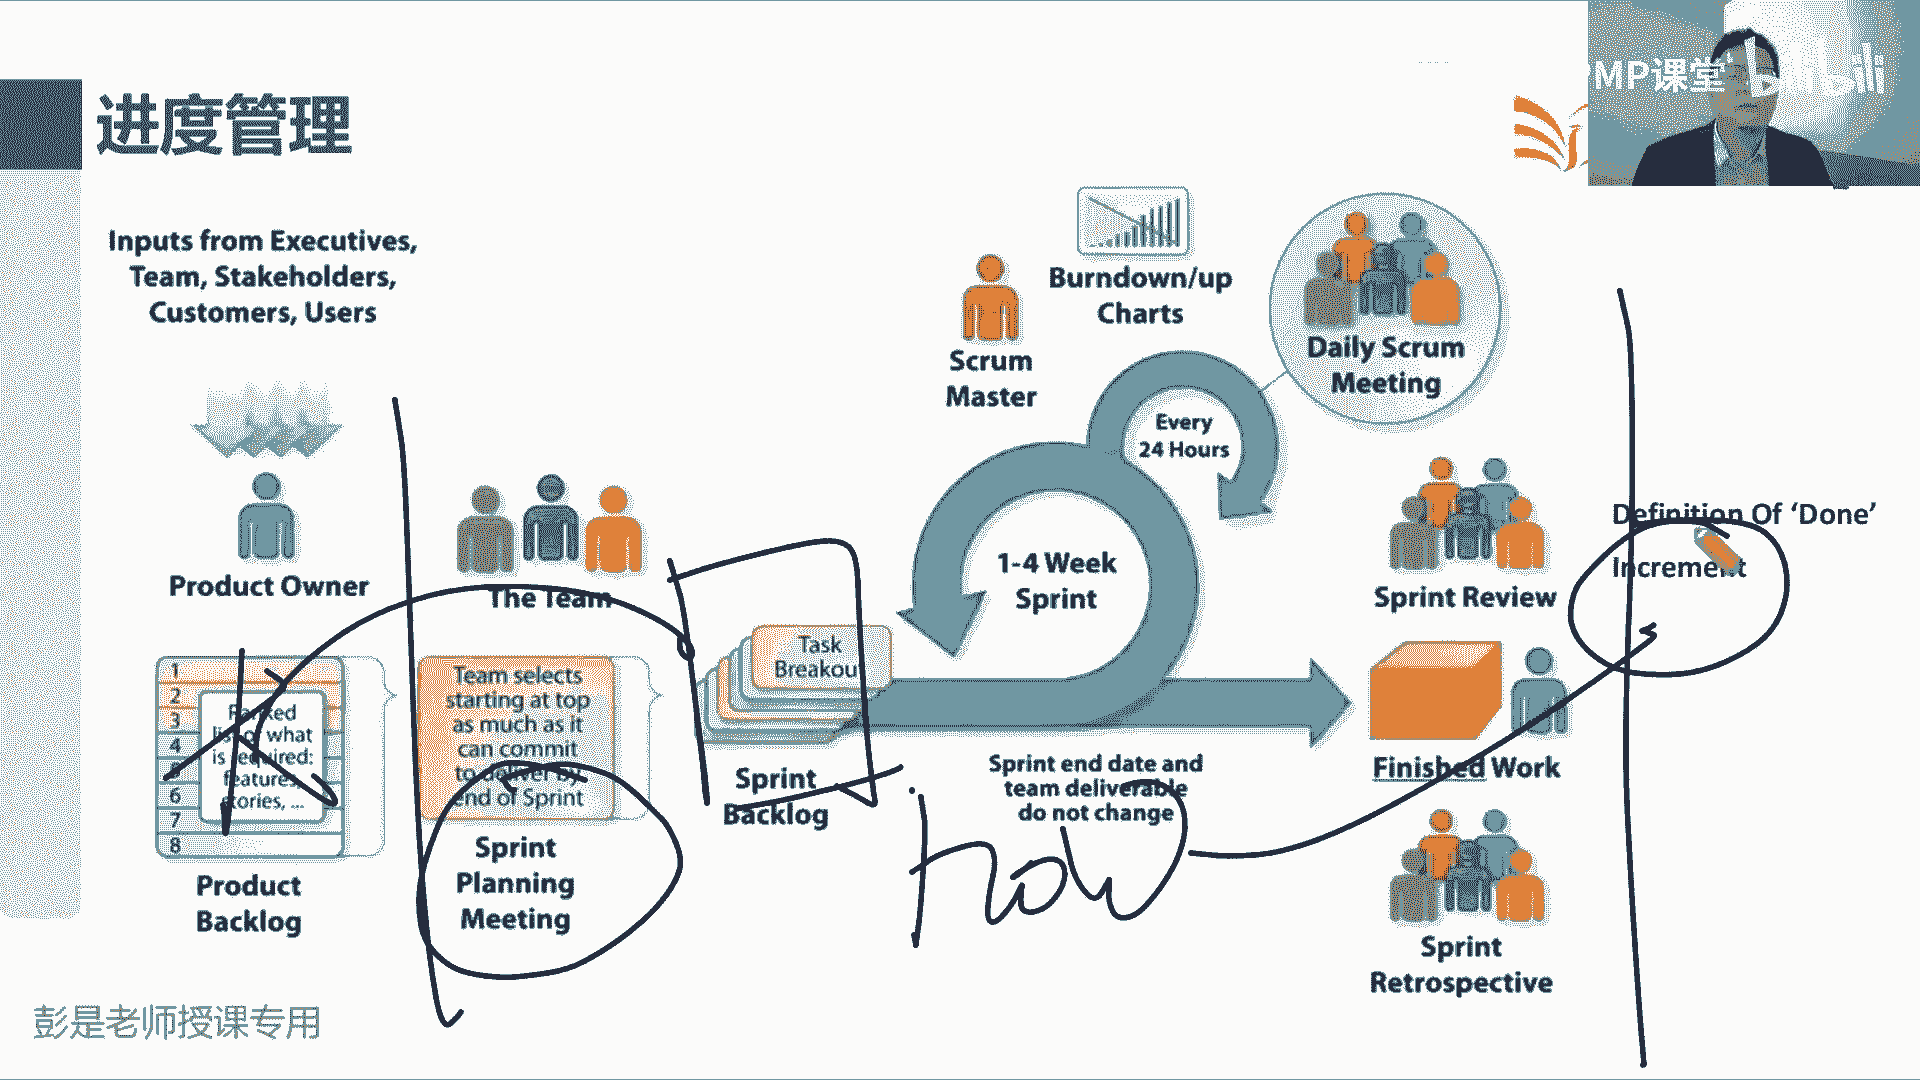 PMP课堂 bilibili
进度管理
Inputs from Executives,
Team, Stakeholders,
Customers, Users
Product Owner
1
2
3
4
5
6
7
8
Ranked
list of what
is required:
features,
stories, ...
Product
Backlog
The Team
Team selects
starting at top
as much as it
can commit
to deliver by
end of Sprint
Sprint
Planning
Meeting
Task
Breakout
Sprint
Backlog
Scrum
Master
Burndown/up
Charts
Every
24 Hours
Daily Scrum
Meeting
1-4 Week
Sprint
Sprint end date and
team deliverable
do not change
how
Sprint Review
Finished Work
Sprint
Retrospective
Definition Of ‘Done’
Increment
彭是老师授课专用